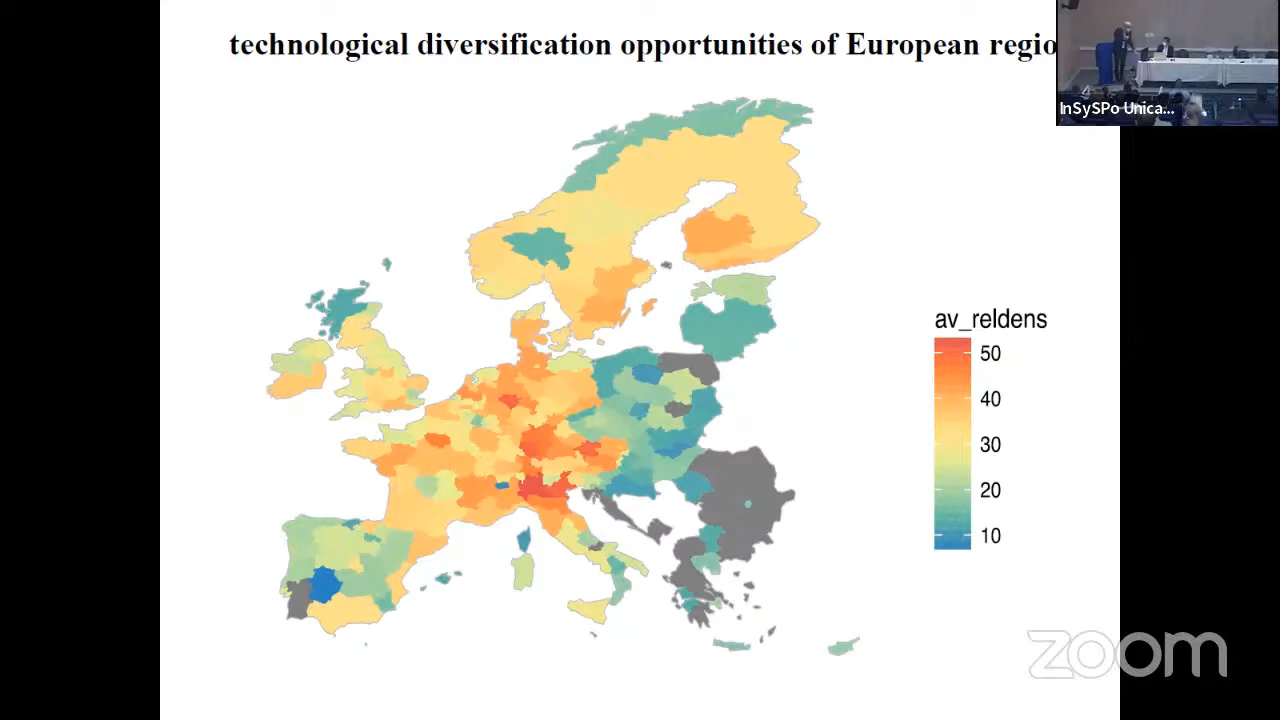 technological diversification opportunities of European regio
InSySPo Unica...
av_reldens
50
40
30
20
10
zoom